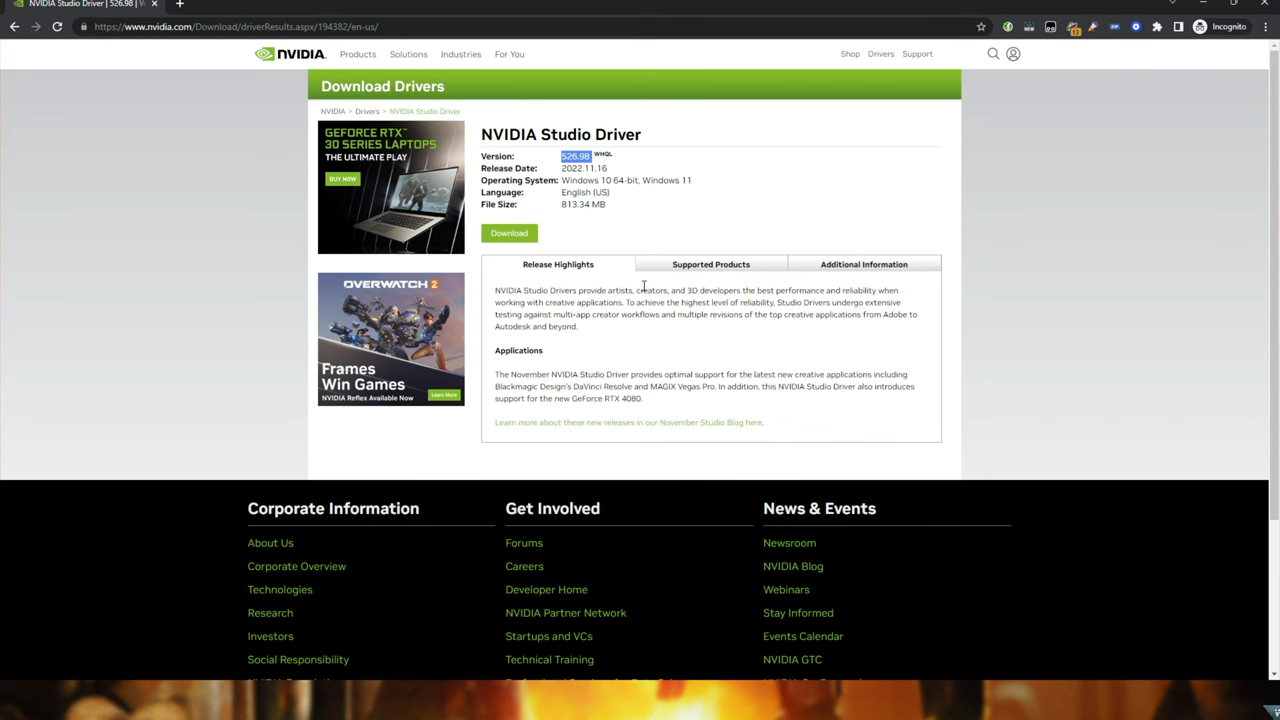 NVIDIA Studio Driver | 526.98 |
https://www.nvidia.com/Download/driverResults.aspx/194382/en-us/
Incognito
NVIDIA. Products Solutions Industries For You Shop Drivers Support
Download Drivers
NVIDIA > Drivers > NVIDIA Studio Driver
GEFORCE RTX™
30 SERIES LAPTOPS
THE ULTIMATE PLAY
BUY NOW
OVERWATCH 2
Frames
Win Games
NVIDIA Reflex Available Now Learn More
NVIDIA Studio Driver
Version: 526.98 WHQL
Release Date: 2022.11.16
Operating System: Windows 10 64-bit, Windows 11
Language: English (US)
File Size: 813.34 MB
Download
Release Highlights Supported Products Additional Information
NVIDIA Studio Drivers provide artists, creators, and 3D developers the best performance and reliability when
working with creative applications. To achieve the highest level of reliability, Studio Drivers undergo extensive
testing against multi-app creator workflows and multiple revisions of the top creative applications from Adobe to
Autodesk and beyond.
Applications
The November NVIDIA Studio Driver provides optimal support for the latest new creative applications including
Blackmagic Design's DaVinci Resolve and MAGIX Vegas Pro. In addition, this NVIDIA Studio Driver also introduces
support for the new GeForce RTX 4080.
Learn more about these new releases in our November Studio Blog here.
Corporate Information
About Us
Corporate Overview
Technologies
Research
Investors
Social Responsibility
Get Involved
Forums
Careers
Developer Home
NVIDIA Partner Network
Startups and VCs
Technical Training
News & Events
Newsroom
NVIDIA Blog
Webinars
Stay Informed
Events Calendar
NVIDIA GTC